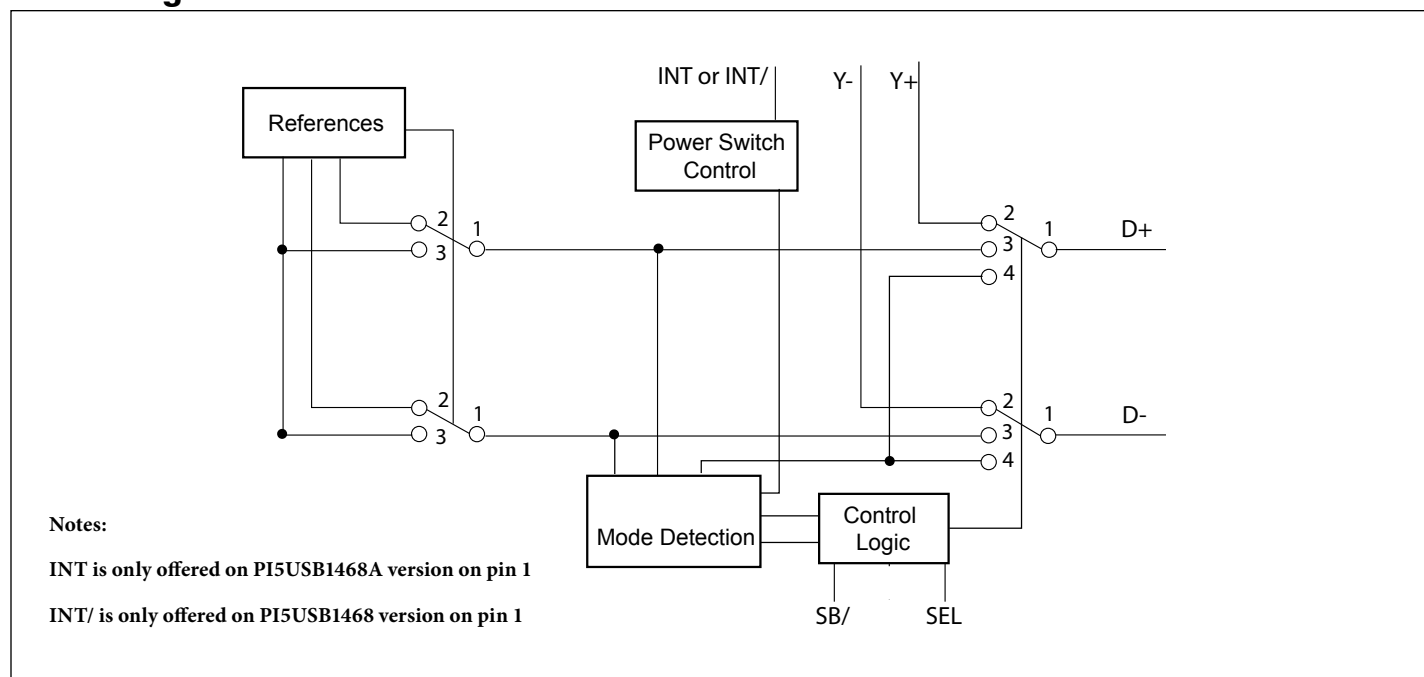 INT or INT/
Y-
Y+
References
Power Switch
Control
2
1
3
2
1
3
4
D+
2
1
3
2
1
3
4
D-
Mode Detection
Control
Logic
SB/
SEL
Notes:
INT is only offered on PI5USB1468A version on pin 1
INT/ is only offered on PI5USB1468 version on pin 1